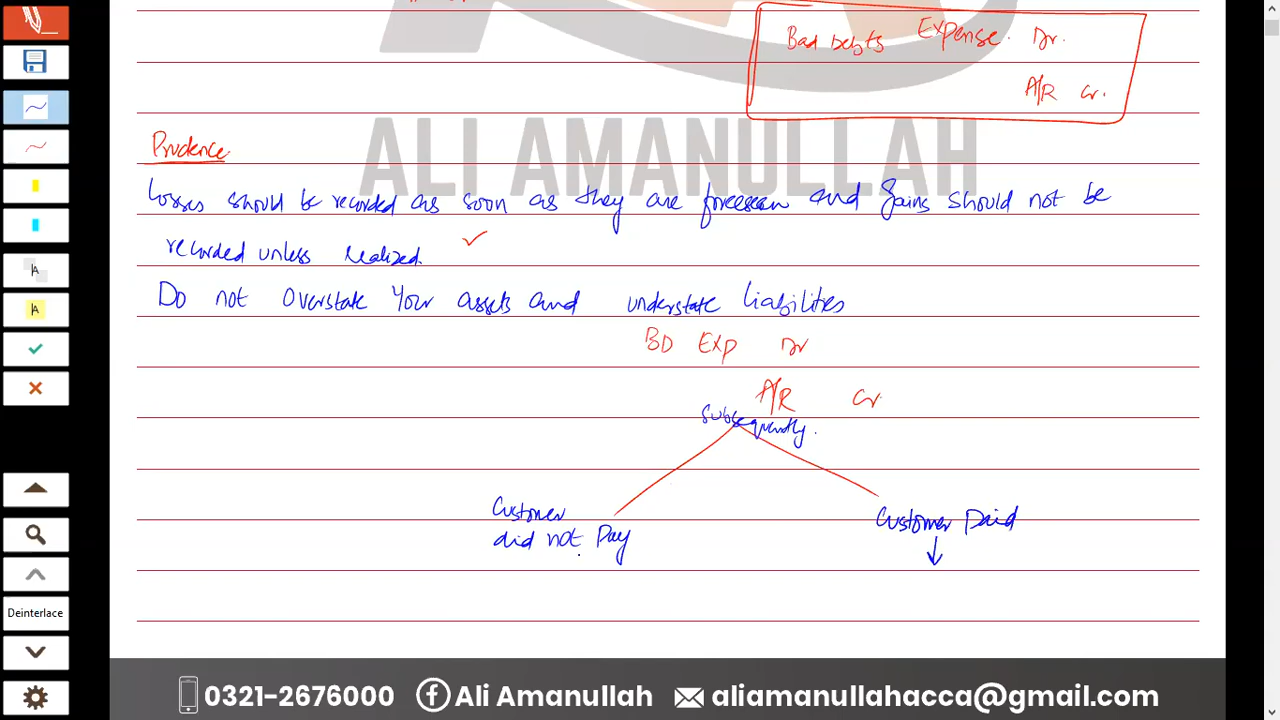 Bad debts Expense. Dr.
A/R Cr.
ALI AMANULLAH
Prudence
Losses should be recorded as soon as they are foreseen and gains should not be
recorded unless realized. ✓
Do not Overstate Your assets and understate liabilities
BD Exp Dr
A/R Cr
Subsequently.
Customer
did not Pay
Customer Paid
Deinterlace
0321-2676000 Ali Amanullah aliamanullahacca@gmail.com